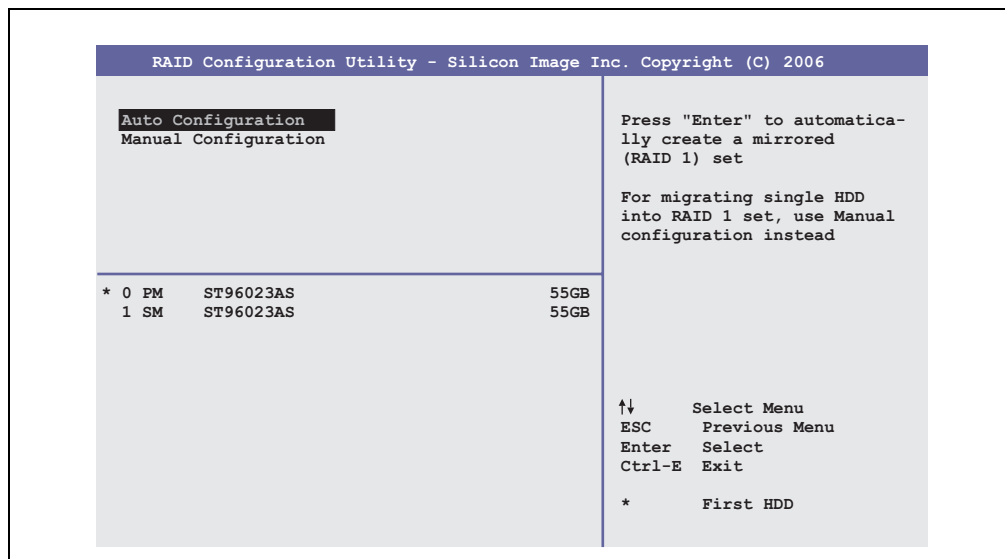 RAID Configuration Utility - Silicon Image Inc. Copyright (C) 2006
Auto Configuration
Manual Configuration
Press "Enter" to automatica-
lly create a mirrored
(RAID 1) set
For migrating single HDD
into RAID 1 set, use Manual
configuration instead
* 0 PM ST96023AS 55GB
1 SM ST96023AS 55GB
↑↓ Select Menu
ESC Previous Menu
Enter Select
Ctrl-E Exit
* First HDD